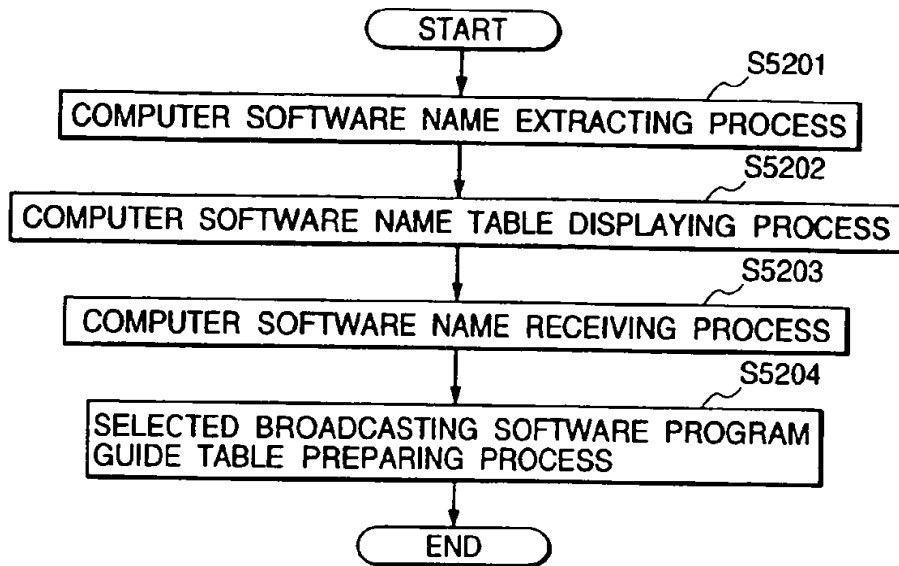 START
S5201
COMPUTER SOFTWARE NAME EXTRACTING PROCESS
S5202
COMPUTER SOFTWARE NAME TABLE DISPLAYING PROCESS
S5203
COMPUTER SOFTWARE NAME RECEIVING PROCESS
S5204
SELECTED BROADCASTING SOFTWARE PROGRAM
GUIDE TABLE PREPARING PROCESS
END